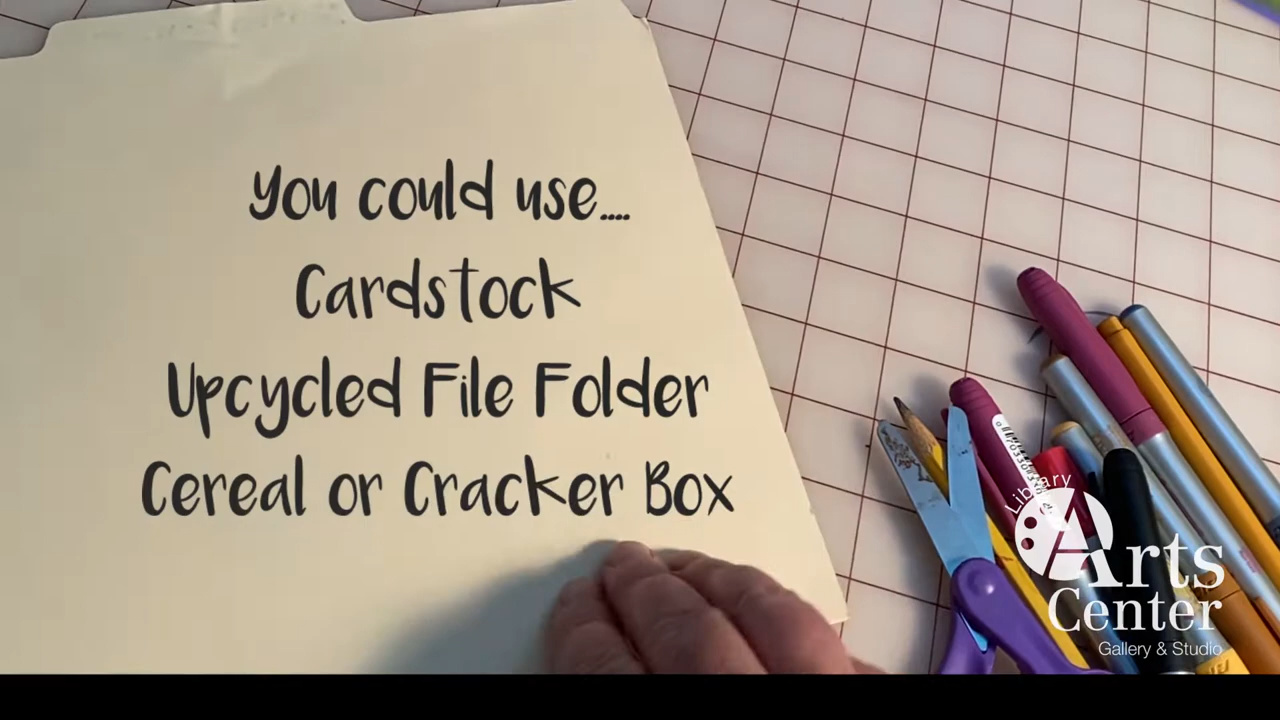 You could use....
Cardstock
Upcycled File Folder
Cereal or Cracker Box
Library
Arts
Center
Gallery & Studio